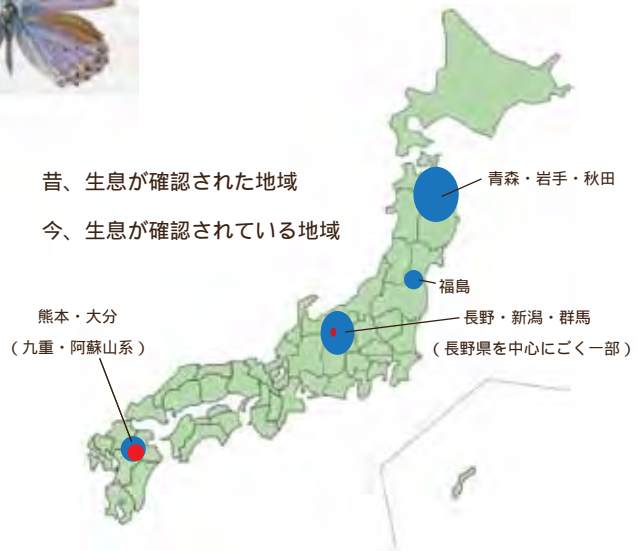 昔、生息が確認された地域
今、生息が確認されている地域
青森・岩手・秋田
福島
長野・新潟・群馬
（長野県を中心にごく一部）
熊本・大分
（九重・阿蘇山系）